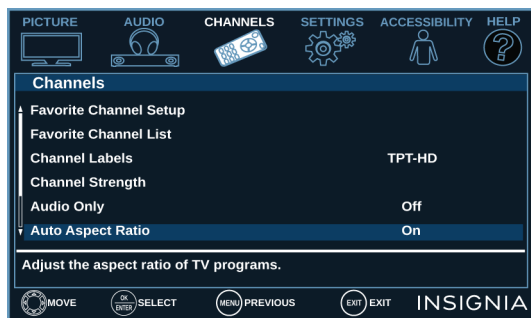 PICTURE AUDIO CHANNELS SETTINGS ACCESSIBILITY HELP
Channels
Favorite Channel Setup
Favorite Channel List
Channel Labels TPT-HD
Channel Strength
Audio Only Off
Auto Aspect Ratio On
Adjust the aspect ratio of TV programs.
MOVE OK ENTER SELECT MENU PREVIOUS EXIT EXIT INSIGNIA